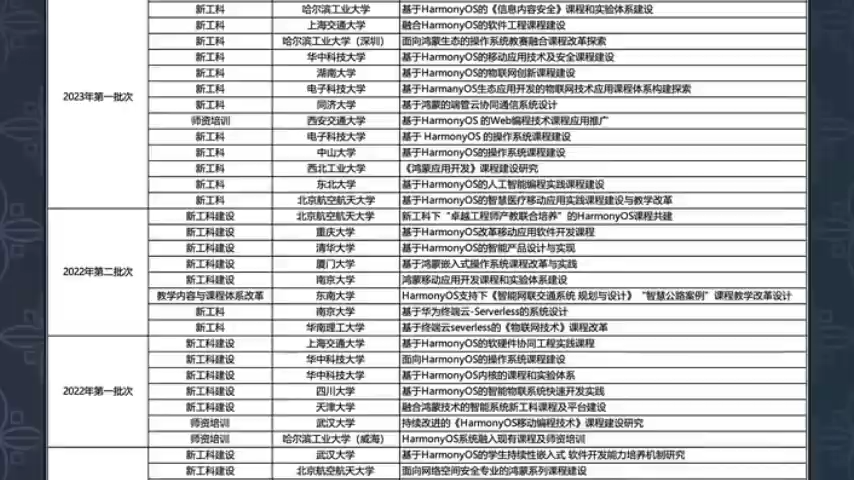 新工科 哈尔滨工业大学 基于HarmonyOS的《信息内容安全》课程和实验体系建设
新工科 上海交通大学 融合HarmonyOS的软件工程课程建设
新工科 哈尔滨工业大学（深圳） 面向鸿蒙生态的操作系统教赛融合课程改革探索
新工科 华中科技大学 基于HarmonyOS的移动应用技术及安全课程建设
新工科 湖南大学 基于HarmonyOS的物联网创新课程建设
新工科 电子科技大学 基于HarmanyOS生态应用开发的物联网技术应用课程体系构建探索
2023年第一批次
新工科 同济大学 基于鸿蒙的端管云协同通信系统设计
师资培训 西安交通大学 基于HarmonyOS 的Web编程技术课程应用推广
新工科 电子科技大学 基于 HarmonyOS 的操作系统课程建设
新工科 中山大学 基于HarmonyOS的操作系统课程建设
新工科 西北工业大学 《鸿蒙应用开发》课程建设研究
新工科 东北大学 基于HarmonyOS的人工智能编程实践课程建设
新工科 北京航空航天大学 基于HarmonyOS的智慧医疗移动应用实践课程建设与教学改革
新工科建设 北京航空航天大学 新工科下“卓越工程师产教联合培养”的HarmonyOS课程共建
新工科建设 重庆大学 基于HarmonyOS改革移动应用软件开发课程
新工科建设 清华大学 基于HarmonyOS的智能产品设计与实现
新工科建设 厦门大学 基于鸿蒙嵌入式操作系统课程改革与实践
2022年第二批次
新工科建设 南京大学 鸿蒙移动应用开发课程和实验体系建设
教学内容与课程体系改革 东南大学 HarmonyOS支持下《智能网联交通系统 规划与设计》“智慧公路案例”课程教学改革设计
新工科 南京大学 基于华为终端云-Serverless的系统设计
新工科 华南理工大学 基于终端云severless的《物联网技术》课程改革
新工科建设 上海交通大学 基于HarmonyOS的软硬件协同工程实践课程
新工科建设 华中科技大学 面向HarmonyOS的操作系统课程建设
新工科建设 华中科技大学 基于HarmonyOS内核的课程和实验体系
2022年第一批次
新工科建设 四川大学 基于HarmonyOS的智能物联系统快速开发实践
新工科建设 天津大学 融合鸿蒙技术的智能系统新工科课程及平台建设
师资培训 武汉大学 持续改进的《HarmonyOS移动编程技术》课程建设研究
师资培训 哈尔滨工业大学（威海） HarmonyOS系统融入现有课程及师资培训
新工科建设 武汉大学 基于HarmonyOS的学生持续性嵌入式 软件开发能力培养机制研究
新工科建设 北京航空航天大学 面向网络空间安全专业的鸿蒙系列课程建设